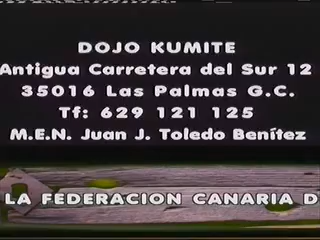 DOJO KUMITE
Antigua Carretera del Sur 12
35016 Las Palmas G.C.
Tf: 629 121 125
M.E.N. Juan J. Toledo Benítez
LA FEDERACION CANARIA D